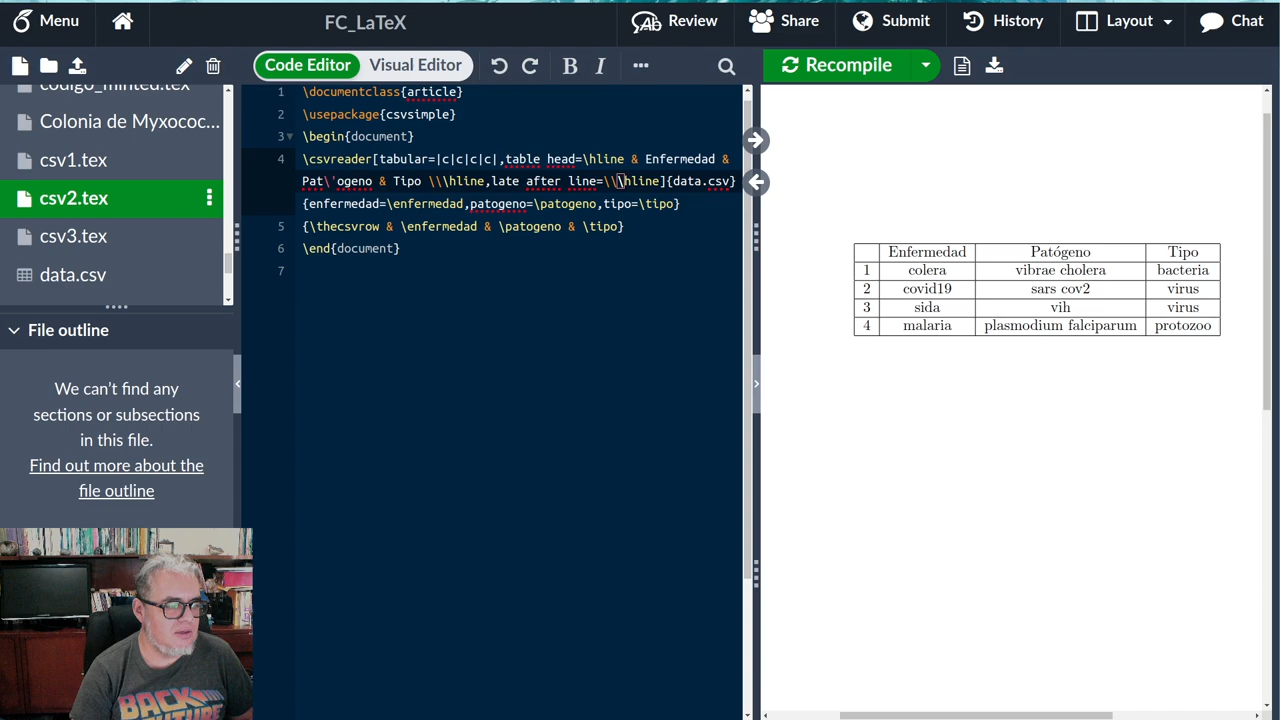 Menu
FC_LaTeX
Review
Share
Submit
History
Layout
Chat
Code Editor
Visual Editor
B I
Recompile
codigo_minted.tex
Colonia de Myxococ...
csv1.tex
csv2.tex
csv3.tex
data.csv
File outline
We can't find any
sections or subsections
in this file.
Find out more about the
file outline
1 \documentclass{article}
2 \usepackage{csvsimple}
3 \begin{document}
4 \csvreader[tabular=|c|c|c|c|,table head=\hline & Enfermedad &
Pat\'ogeno & Tipo \\\hline,late after line=\\\hline]{data.csv}
{enfermedad=\enfermedad,patogeno=\patogeno,tipo=\tipo}
5 {\thecsvrow & \enfermedad & \patogeno & \tipo}
6 \end{document}
7
Enfermedad Patógeno Tipo
1 colera vibrae cholera bacteria
2 covid19 sars cov2 virus
3 sida vih virus
4 malaria plasmodium falciparum protozoo
BACK